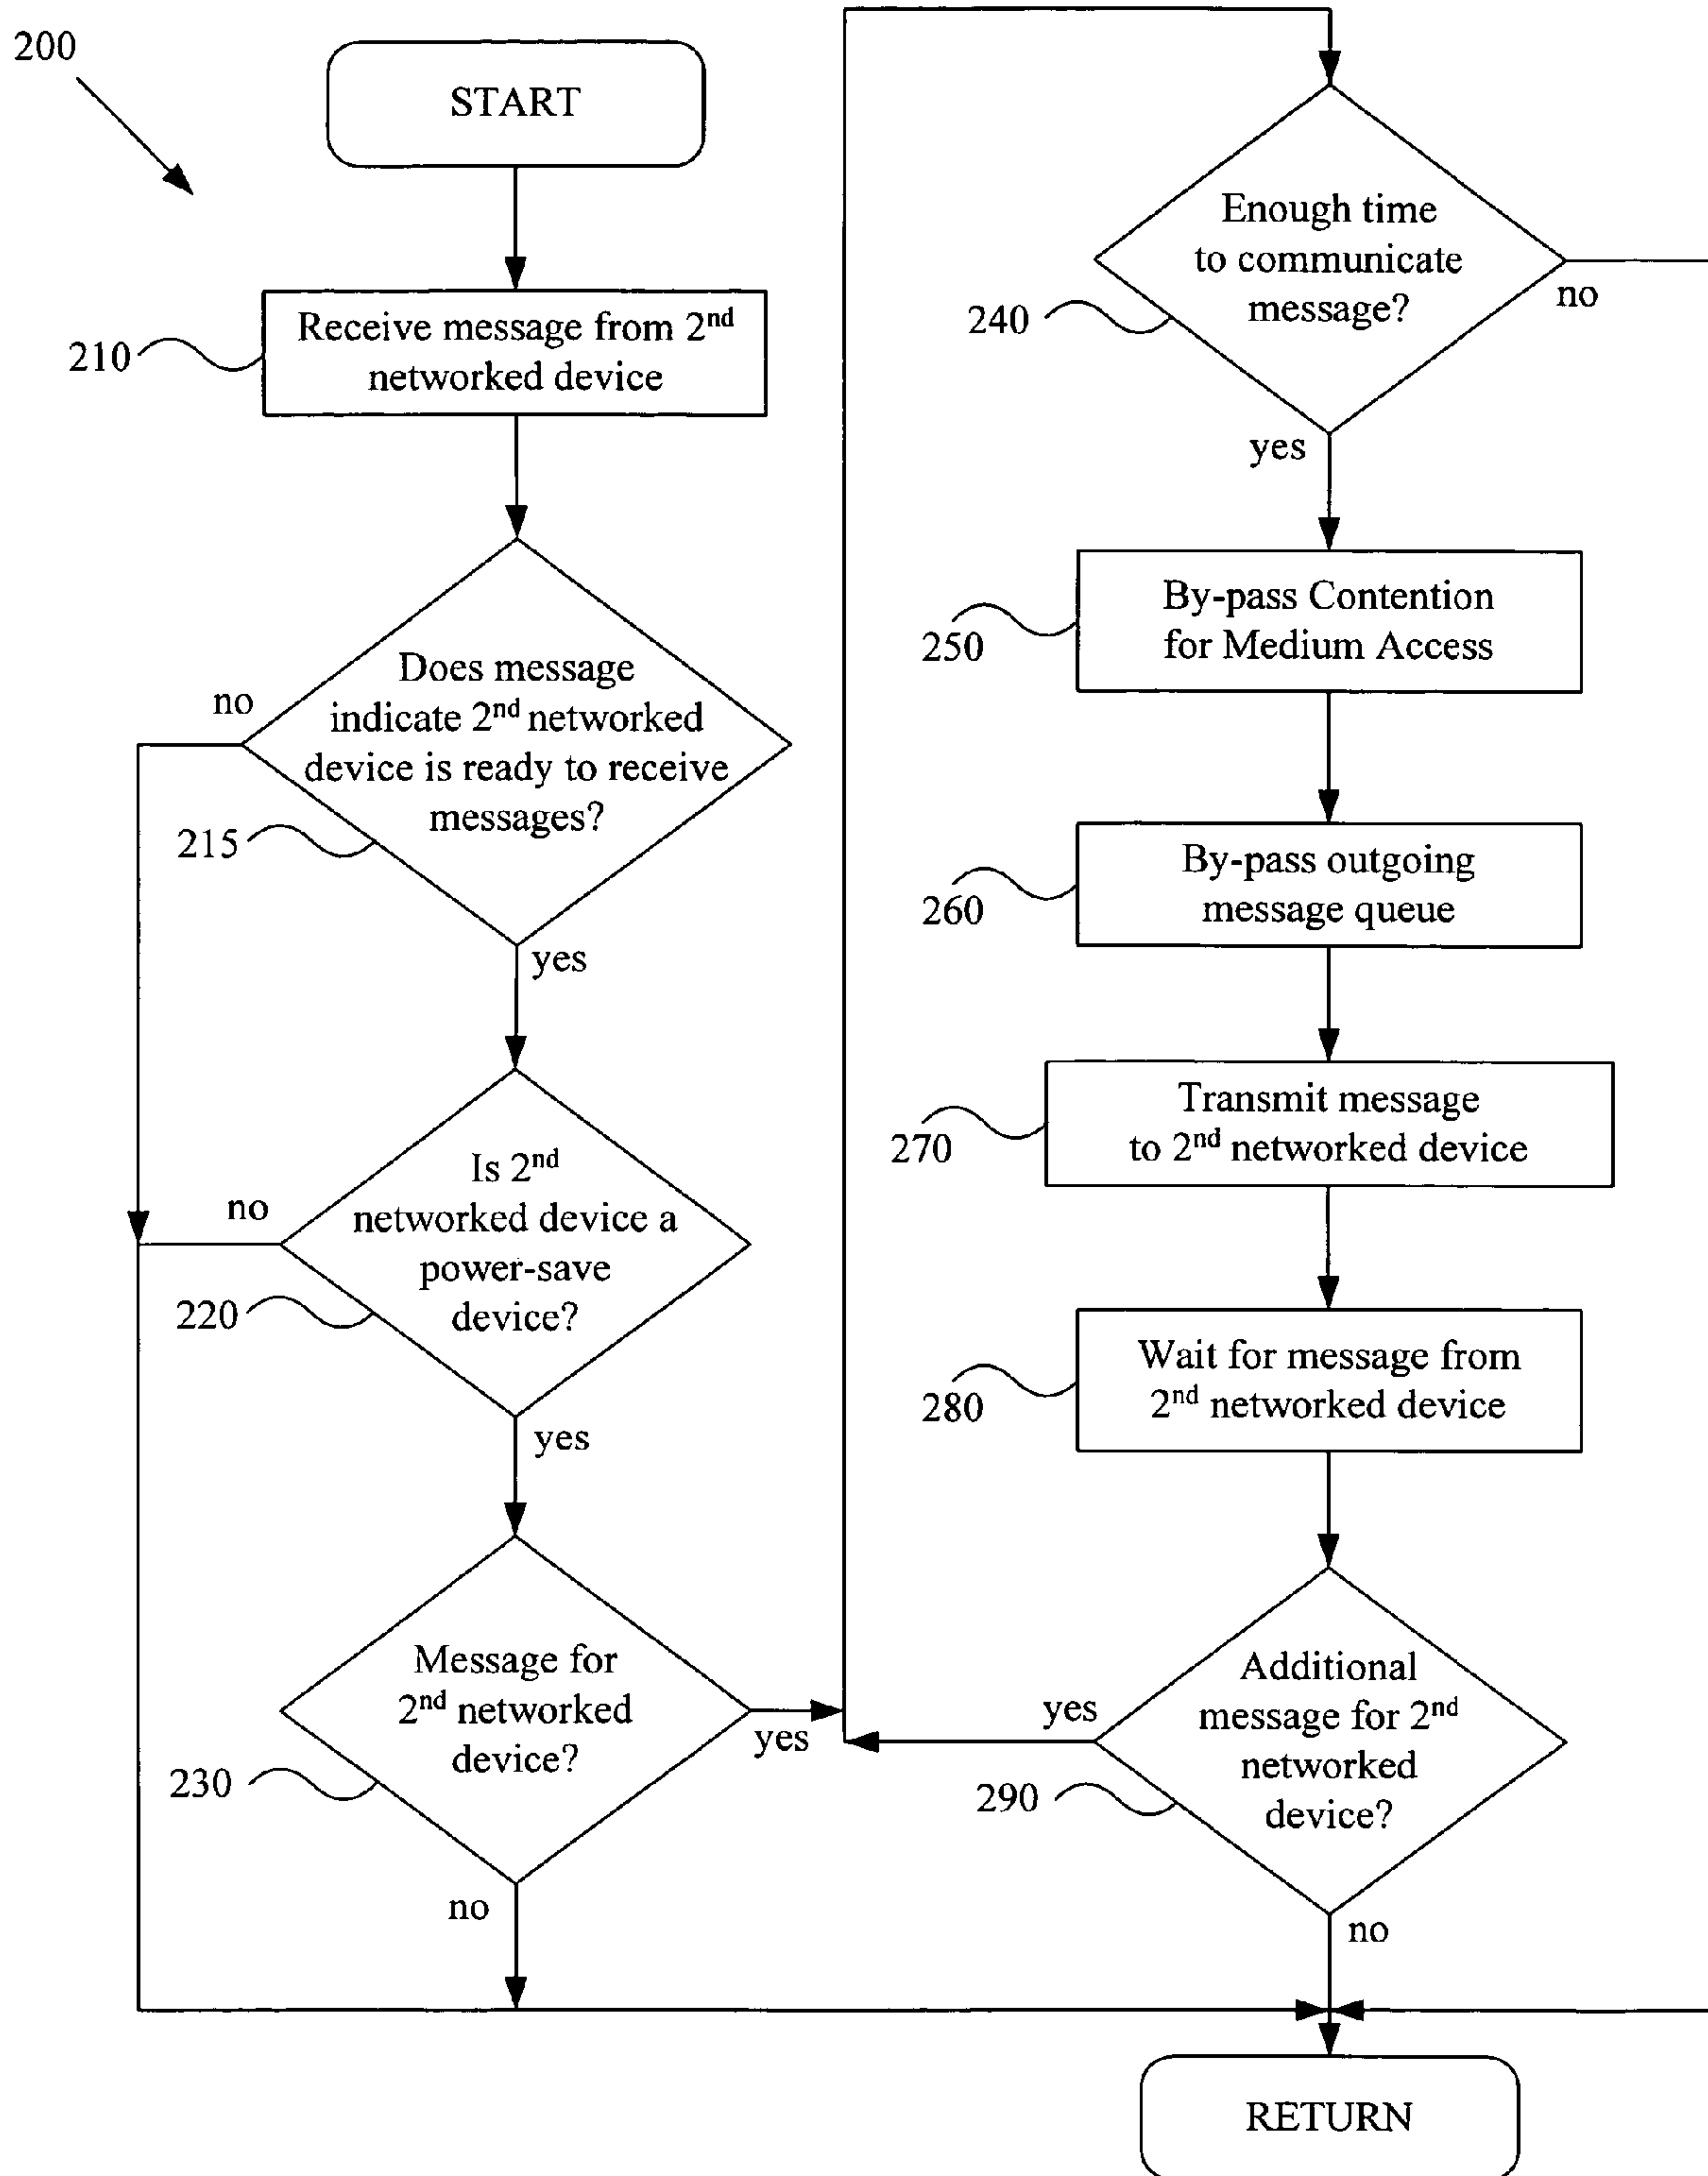 200
START
210
Receive message from 2nd
networked device
no
Does message
indicate 2nd networked
device is ready to receive
messages?
215
yes
no
Is 2nd
networked device a
power-save
device?
220
yes
Message for
2nd networked
device?
yes
230
no
Enough time
to communicate
message?
no
240
yes
By-pass Contention
for Medium Access
250
By-pass outgoing
message queue
260
Transmit message
to 2nd networked device
270
Wait for message from
2nd networked device
280
yes
Additional
message for 2nd
networked
device?
290
no
RETURN